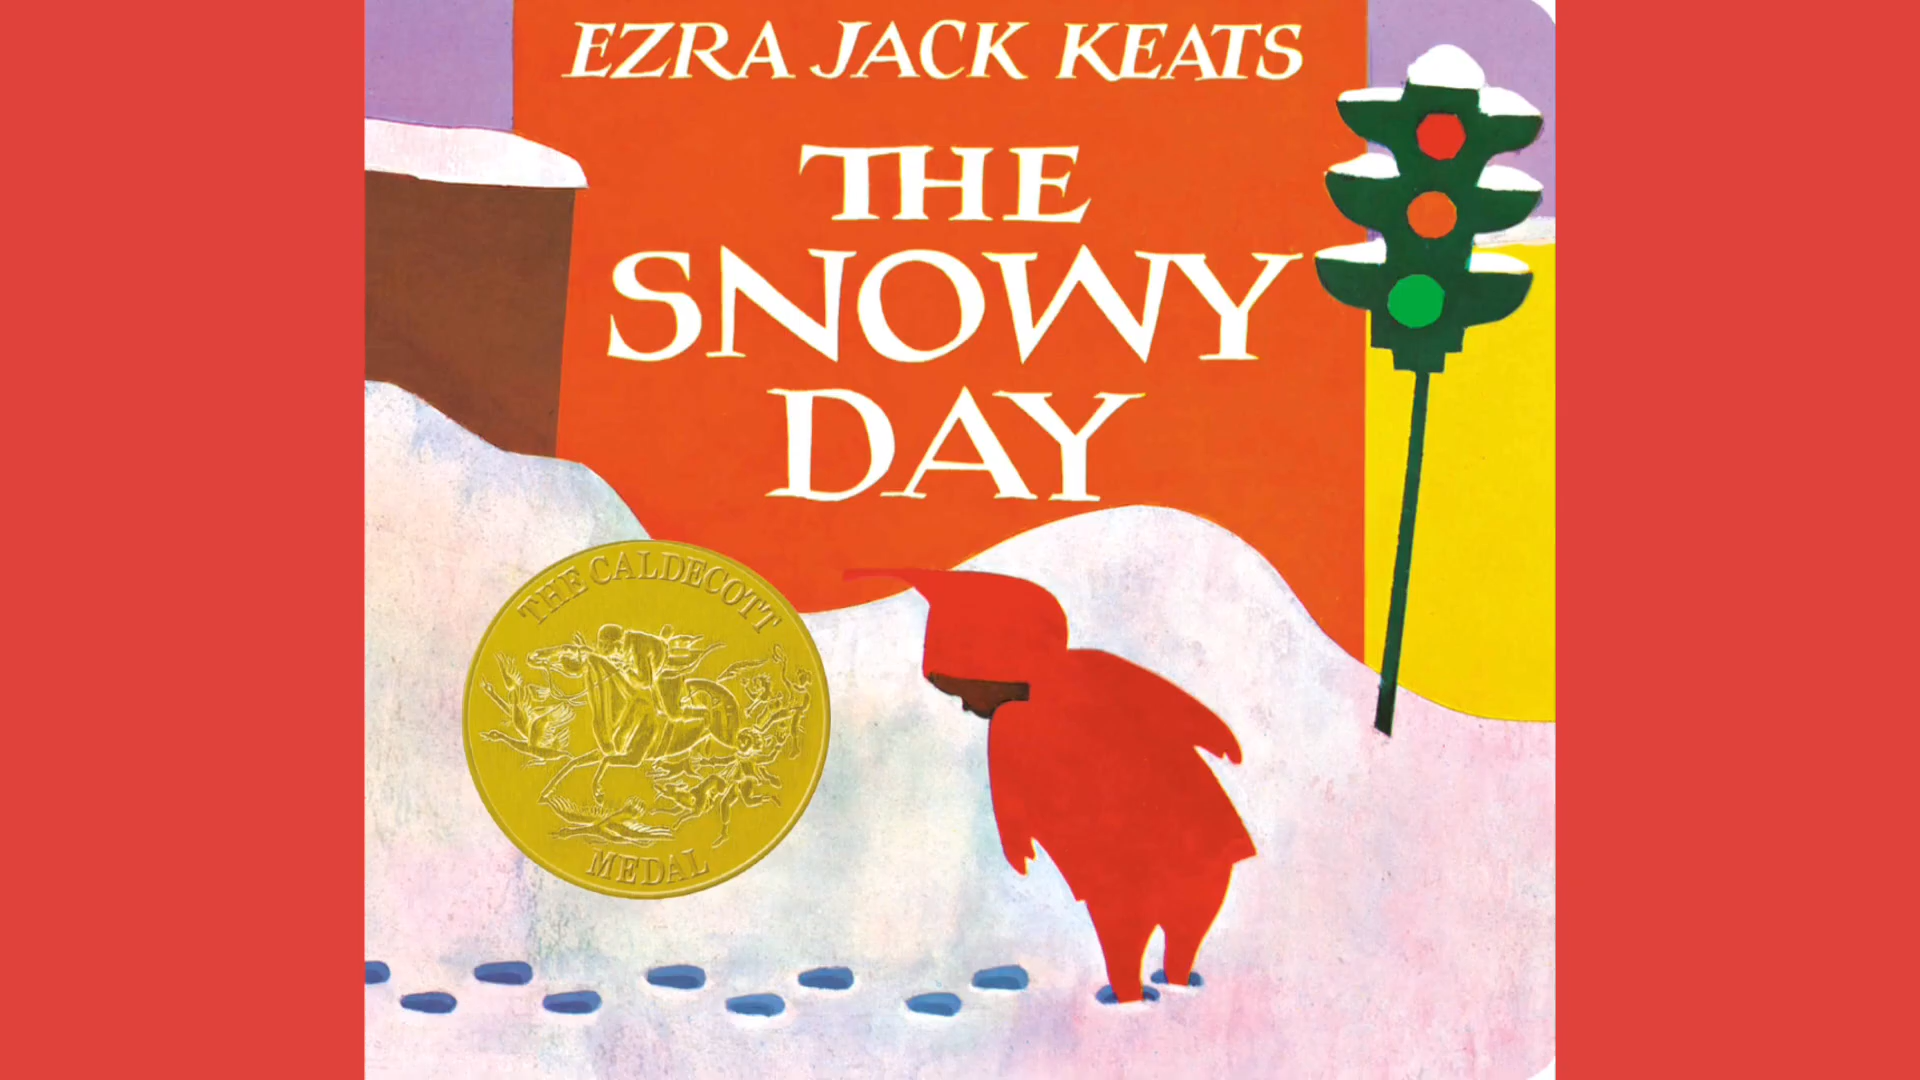 EZRA JACK KEATS
THE
SNOWY
DAY
THE CALDECOTT
MEDAL